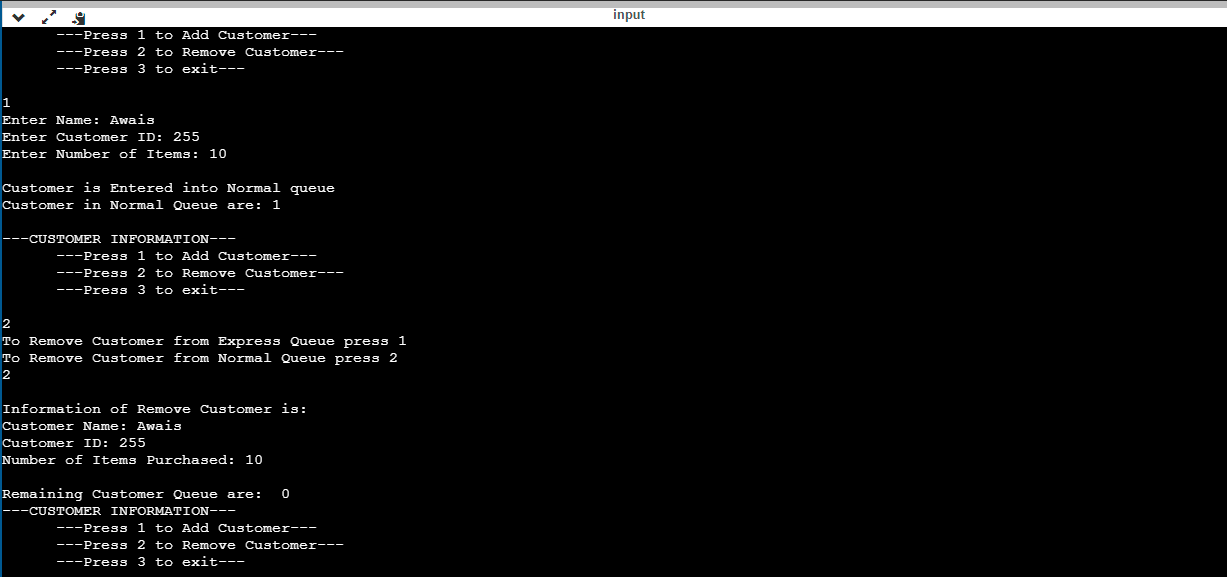 input
---Press 1 to Add Customer---
---Press 2 to Remove Customer---
---Press 3 to exit---
1
Enter Name: Awais
Enter Customer ID: 255
Enter Number of Items: 10
Customer is Entered into Normal queue
Customer in Normal Queue are: 1
---CUSTOMER INFORMATION---
---Press 1 to Add Customer---
---Press 2 to Remove Customer---
---Press 3 to exit---
2
To Remove Customer from Express Queue press 1
To Remove Customer from Normal Queue press 2
2
Information of Remove Customer is:
Customer Name: Awais
Customer ID: 255
Number of Items Purchased: 10
Remaining Customer Queue are:  0
---CUSTOMER INFORMATION---
---Press 1 to Add Customer---
---Press 2 to Remove Customer---
---Press 3 to exit---